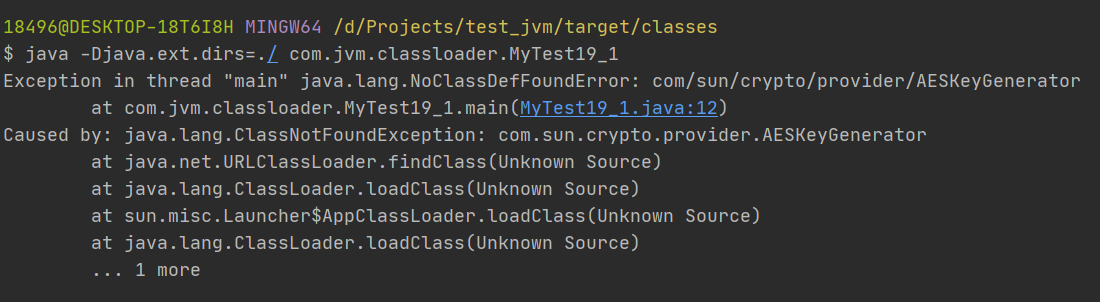 18496@DESKTOP-18T6I8H MINGW64 /d/Projects/test_jvm/target/classes
$ java -Djava.ext.dirs=./ com.jvm.classloader.MyTest19_1
Exception in thread "main" java.lang.NoClassDefFoundError: com/sun/crypto/provider/AESKeyGenerator
        at com.jvm.classloader.MyTest19_1.main(MyTest19_1.java:12)
Caused by: java.lang.ClassNotFoundException: com.sun.crypto.provider.AESKeyGenerator
        at java.net.URLClassLoader.findClass(Unknown Source)
        at java.lang.ClassLoader.loadClass(Unknown Source)
        at sun.misc.Launcher$AppClassLoader.loadClass(Unknown Source)
        at java.lang.ClassLoader.loadClass(Unknown Source)
        ... 1 more